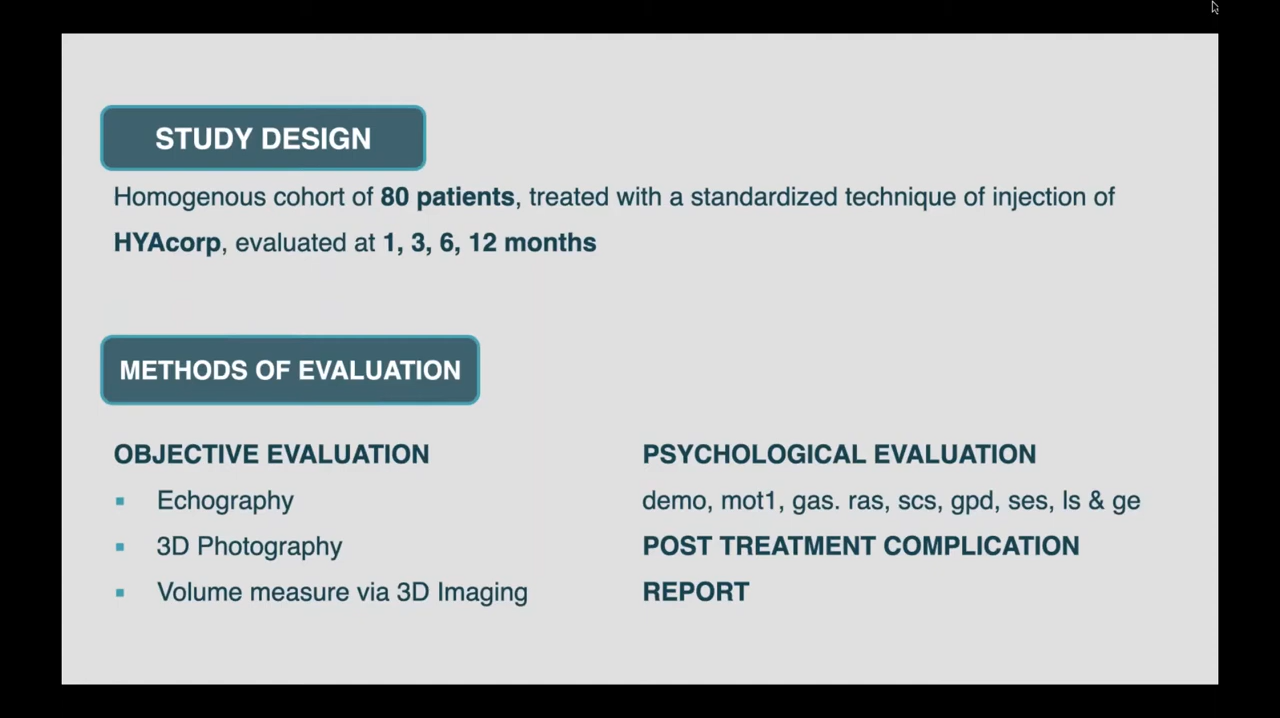 STUDY DESIGN
Homogenous cohort of 80 patients, treated with a standardized technique of injection of
HYAcorp, evaluated at 1, 3, 6, 12 months
METHODS OF EVALUATION
OBJECTIVE EVALUATION
▪ Echography
▪ 3D Photography
▪ Volume measure via 3D Imaging
PSYCHOLOGICAL EVALUATION
demo, mot1, gas. ras, scs, gpd, ses, ls & ge
POST TREATMENT COMPLICATION
REPORT